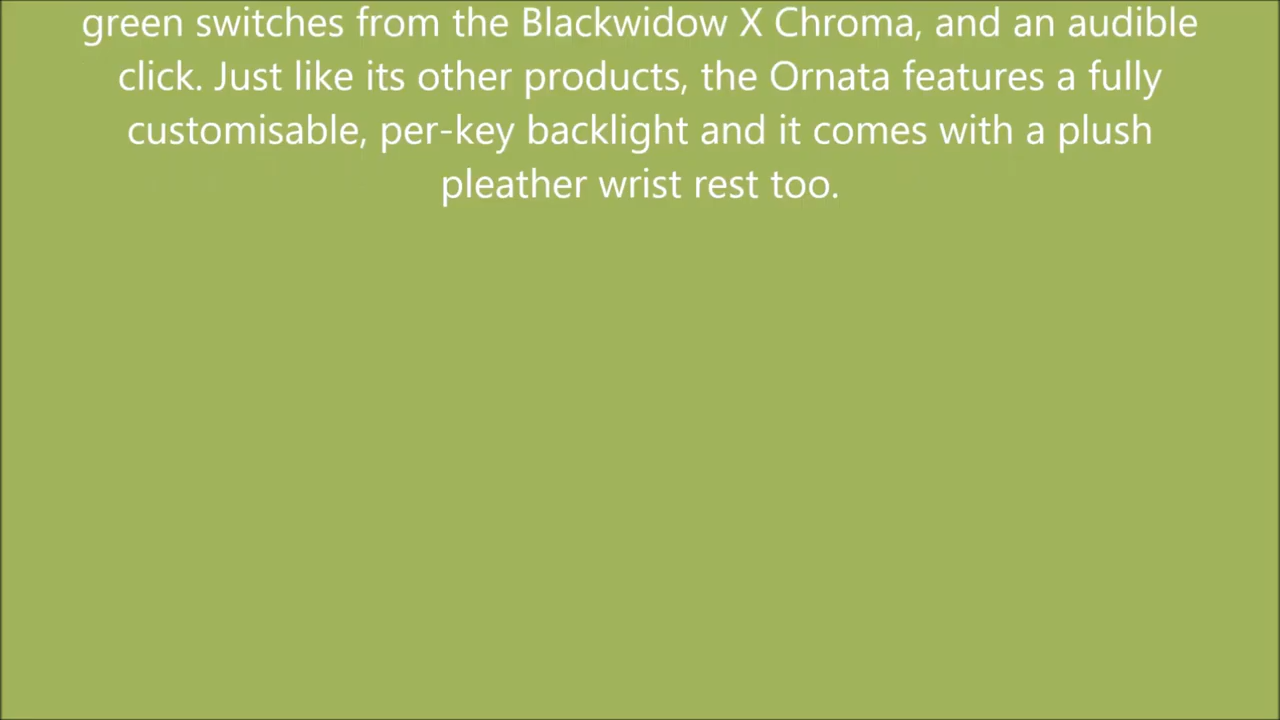 green switches from the Blackwidow X Chroma, and an audible
click. Just like its other products, the Ornata features a fully
customisable, per-key backlight and it comes with a plush
pleather wrist rest too.